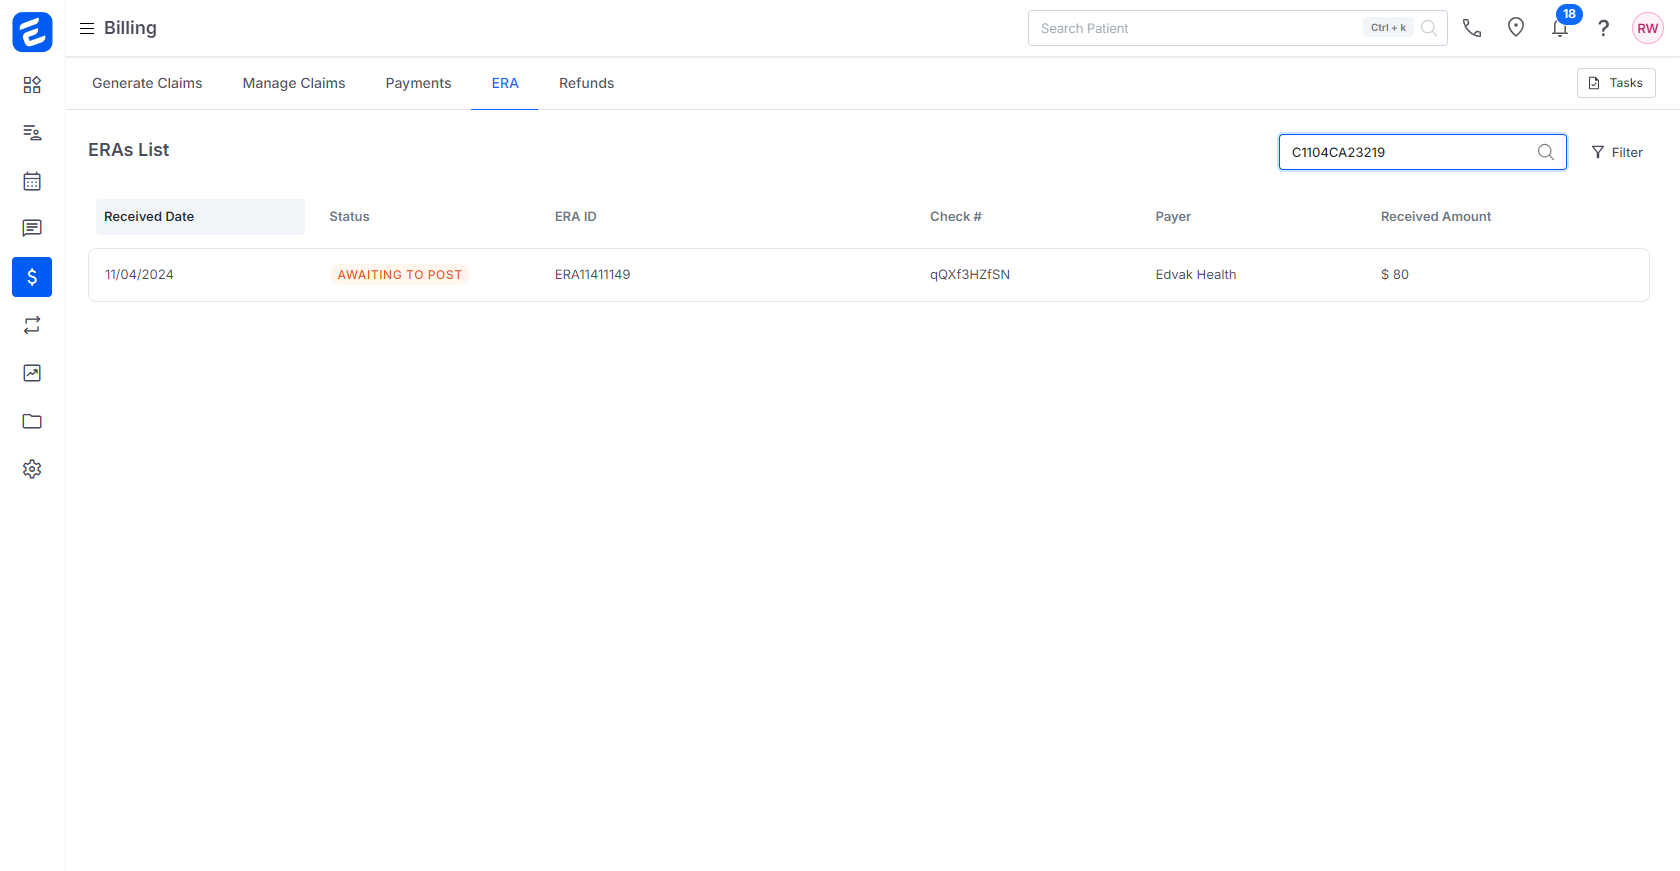 Billing
Search Patient
Ctrl + k
18
?
RW
Generate Claims
Manage Claims
Payments
ERA
Refunds
Tasks
ERAs List
C1104CA23219
Filter
Received Date
Status
ERA ID
Check #
Payer
Received Amount
11/04/2024
AWAITING TO POST
ERA11411149
qQXf3HZfSN
Edvak Health
$ 80